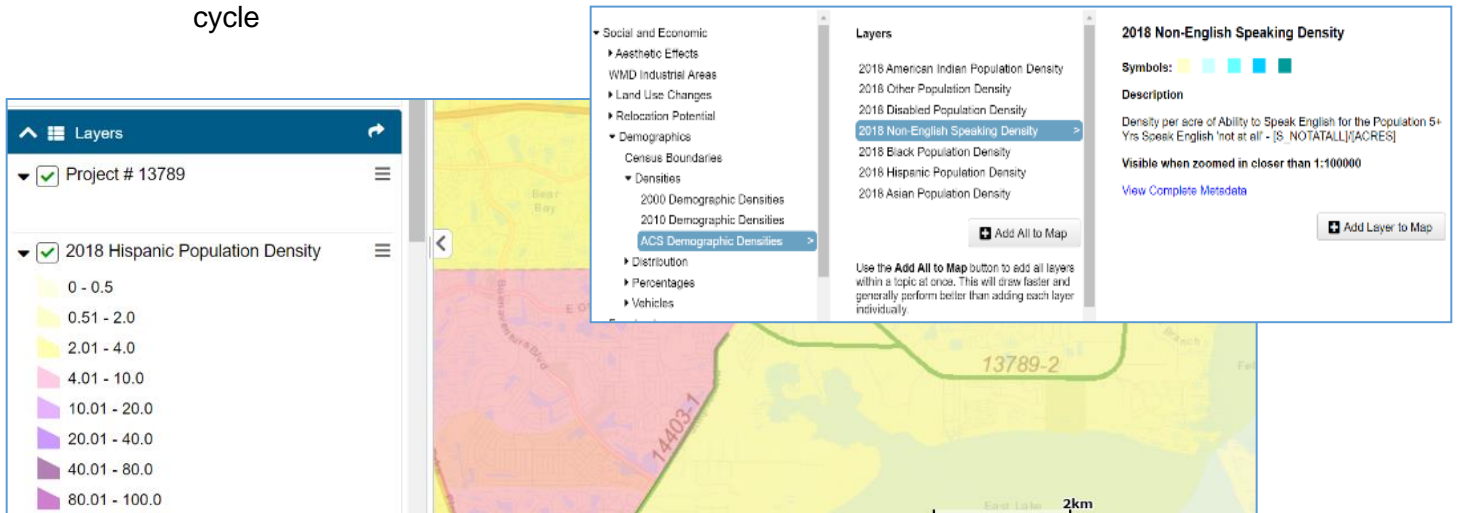 cycle
Layers
Project # 13789
2018 Hispanic Population Density
0 - 0.5
0.51 - 2.0
2.01 - 4.0
4.01 - 10.0
10.01 - 20.0
20.01 - 40.0
40.01 - 80.0
80.01 - 100.0
Bear
Bay
14403-1
13789-2
East Lake
2km
Social and Economic
Aesthetic Effects
WMD Industrial Areas
Land Use Changes
Relocation Potential
Demographics
Census Boundaries
Densities
2000 Demographic Densities
2010 Demographic Densities
ACS Demographic Densities >
Distribution
Percentages
Vehicles
Layers
2018 American Indian Population Density
2018 Other Population Density
2018 Disabled Population Density
2018 Non-English Speaking Density >
2018 Black Population Density
2018 Hispanic Population Density
2018 Asian Population Density
Add All to Map
Use the Add All to Map button to add all layers
within a topic at once. This will draw faster and
generally perform better than adding each layer
individually.
2018 Non-English Speaking Density
Symbols:
Description
Density per acre of Ability to Speak English for the Population 5+
Yrs Speak English 'not at all' - [S_NOTATALL]/[ACRES]
Visible when zoomed in closer than 1:100000
View Complete Metadata
Add Layer to Map